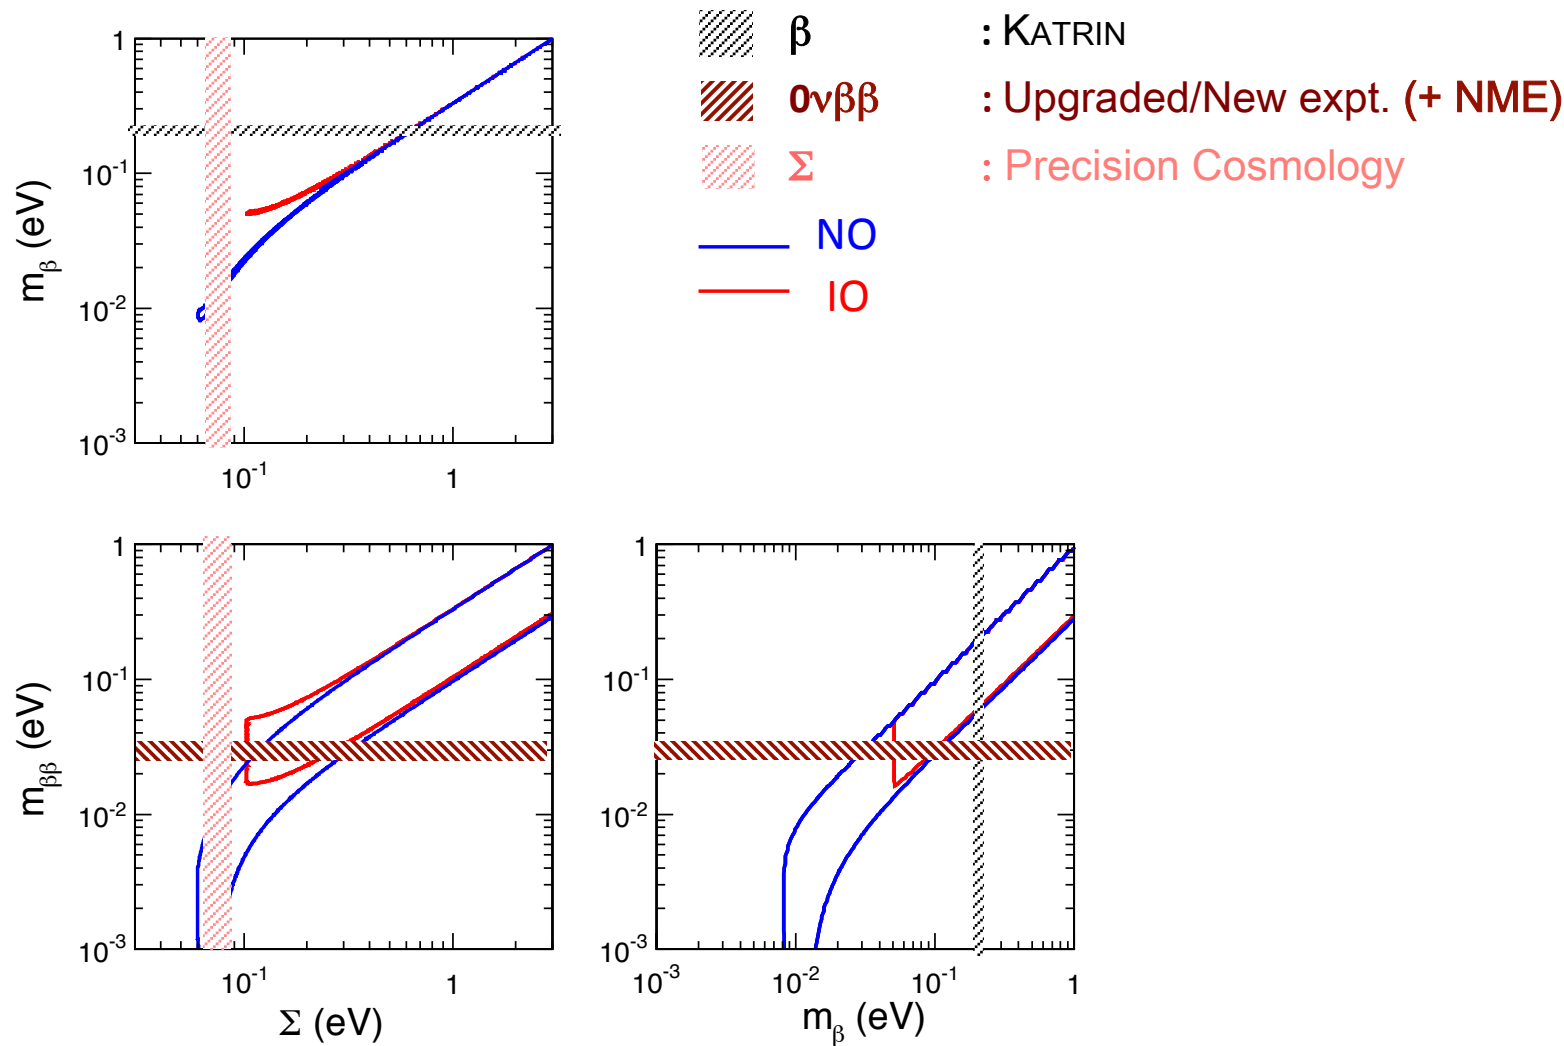 β : KATRIN
0νββ : Upgraded/New expt. (+ NME)
Σ : Precision Cosmology
NO
IO
1
10-1
10-2
10-3
mβ (eV)
10-1 1
1
10-1
10-2
10-3
mββ (eV)
10-1 1
Σ (eV)
1
10-1
10-2
10-3
10-3 10-2 10-1 1
mβ (eV)